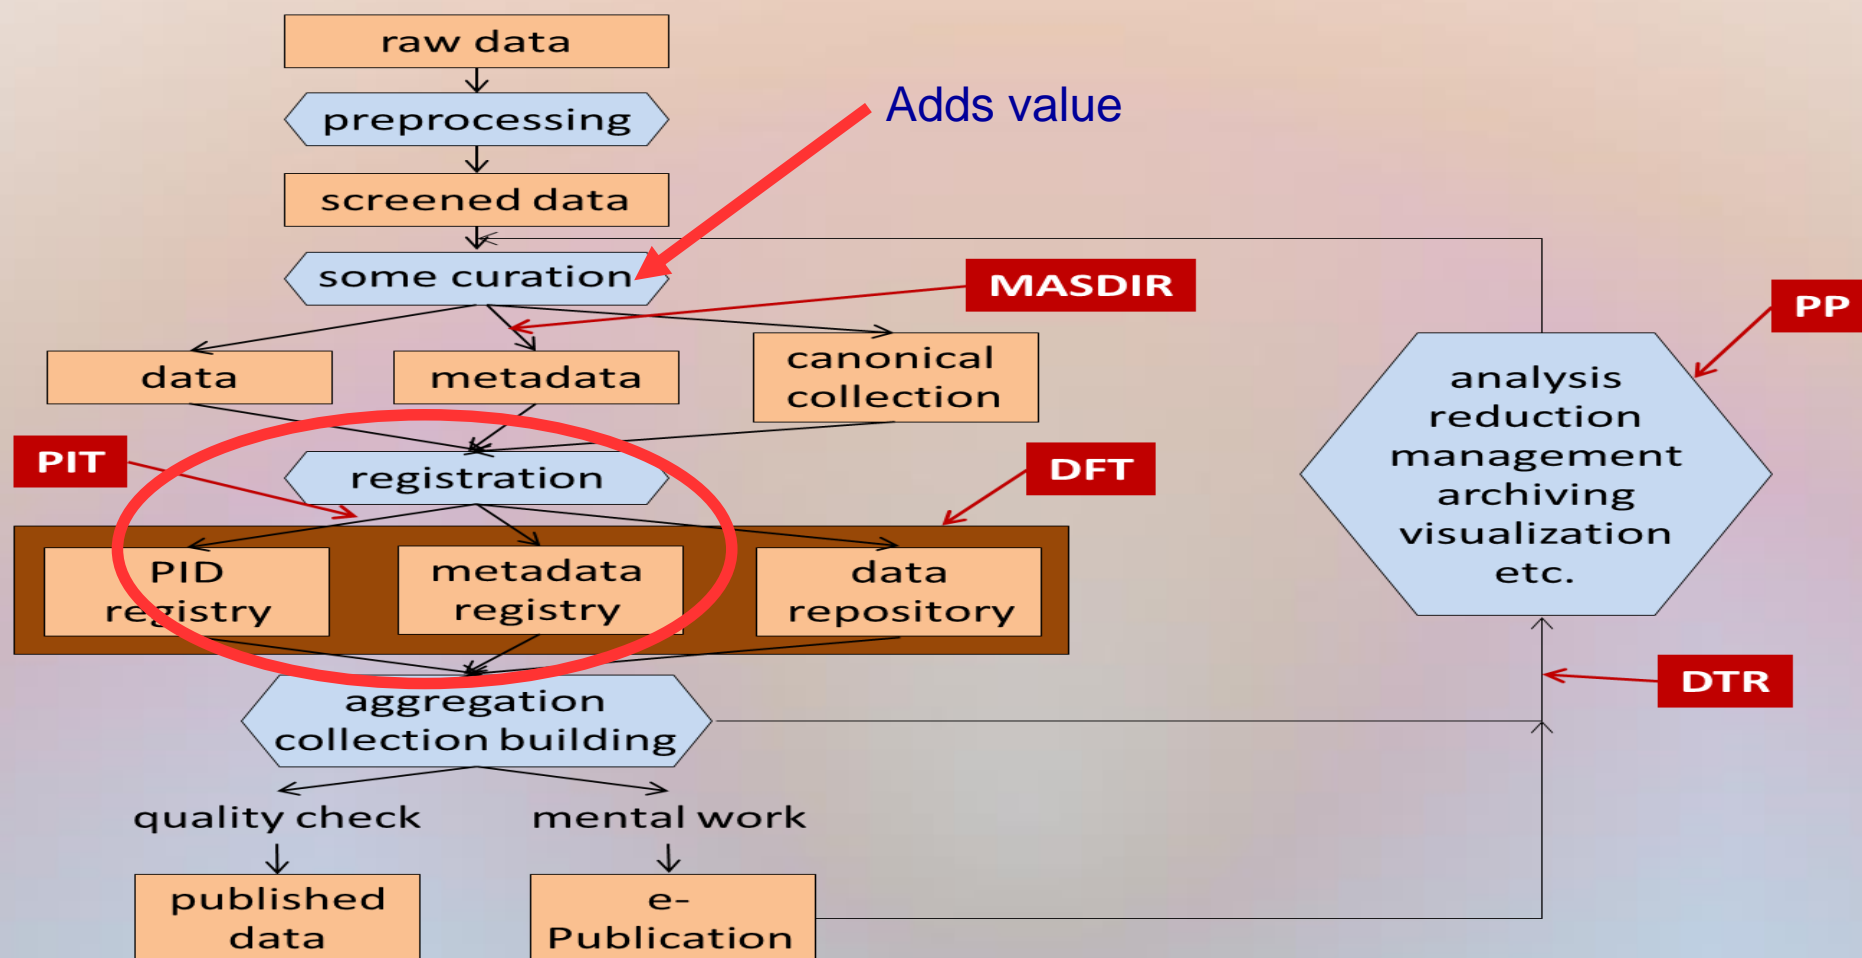 raw data
preprocessing
Adds value
screened data
some curation
MASDIR
PP
data
metadata
canonical
collection
analysis
reduction
management
archiving
visualization
etc.
PIT
registration
DFT
PID
registry
metadata
registry
data
repository
DTR
aggregation
collection building
quality check
mental work
published
data
e-
Publication